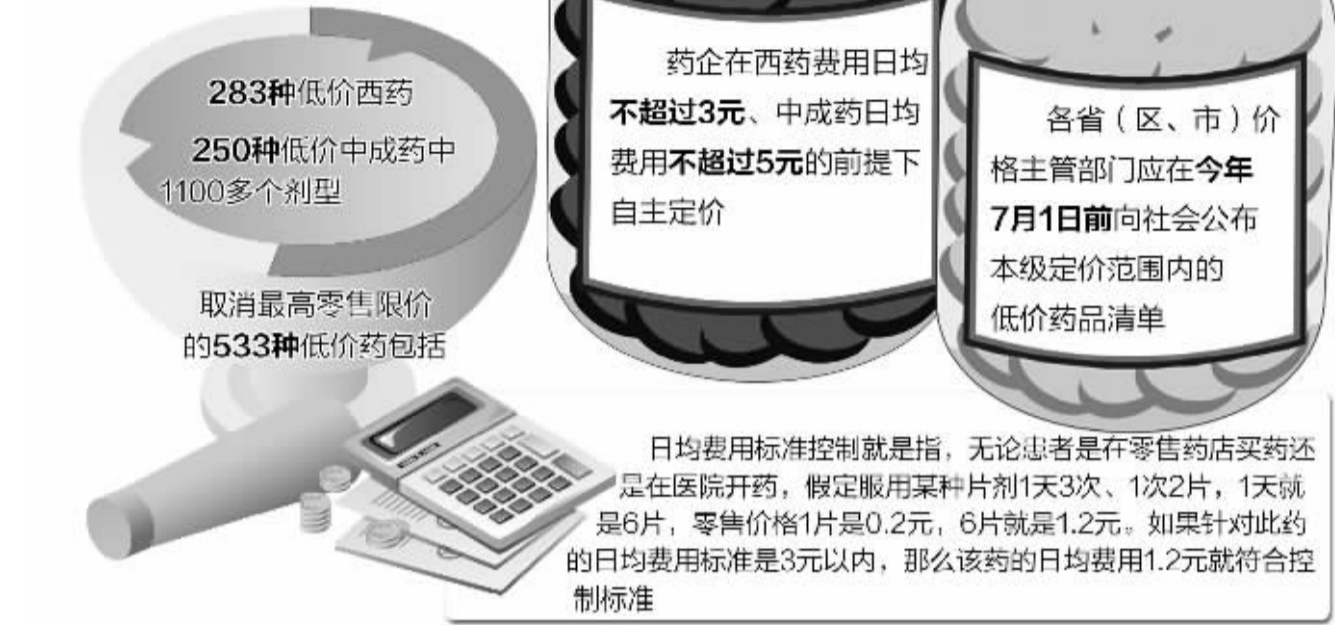 283种低价西药
250种低价中成药中
1100多个剂型
取消最高零售限价
的533种低价药包括
药企在西药费用日均
不超过3元、中成药日均
费用不超过5元的前提下
自主定价
各省（区、市）价
格主管部门应在今年
7月1日前向社会公布
本级定价范围内的
低价药品清单
日均费用标准控制就是指，无论患者是在零售药店买药还
是在医院开药，假定服用某种片剂1天3次、1次2片，1天就
是6片，零售价格1片是0.2元，6片就是1.2元。如果针对此药
的日均费用标准是3元以内，那么该药的日均费用1.2元就符合控
制标准